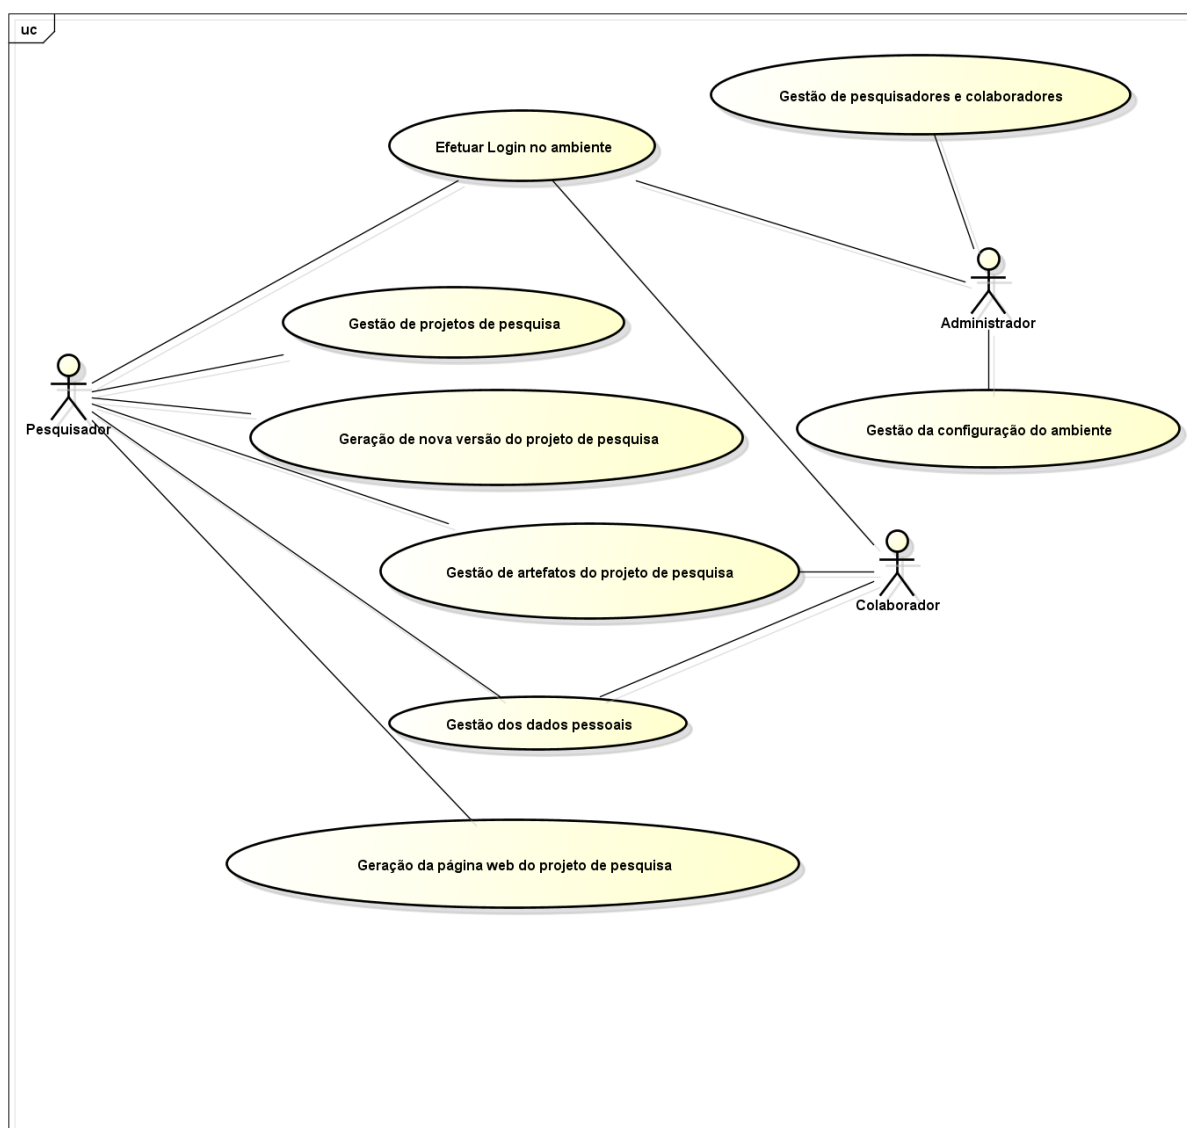 uc
Gestão de pesquisadores e colaboradores
Efetuar Login no ambiente
Administrador
Gestão de projetos de pesquisa
Pesquisador
Geração de nova versão do projeto de pesquisa
Gestão da configuração do ambiente
Gestão de artefatos do projeto de pesquisa
Colaborador
Gestão dos dados pessoais
Geração da página web do projeto de pesquisa